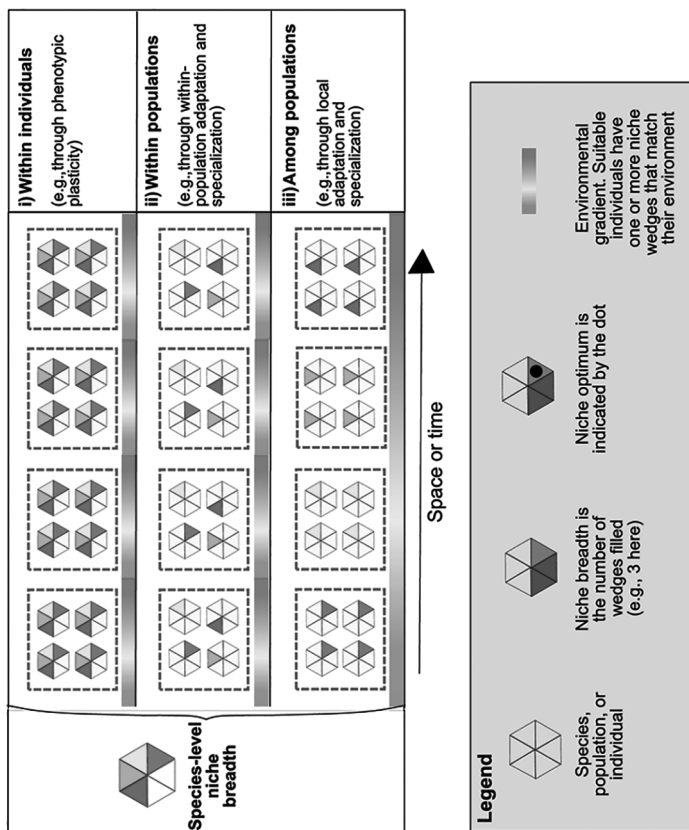 Species-level
niche
breadth
i)Within individuals
(e.g.,through phenotypic
plasticity)
ii)Within populations
(e.g.,through within-
population adaptation and
specialization)
iii)Among populations
(e.g.,through local
adaptation and
specialization)
Space or time
Legend
Species,
population, or
individual
Niche breadth is
the number of
wedges filled
(e.g., 3 here)
Niche optimum is
indicated by the dot
Environmental
gradient. Suitable
individuals have
one or more niche
wedges that match
their environment